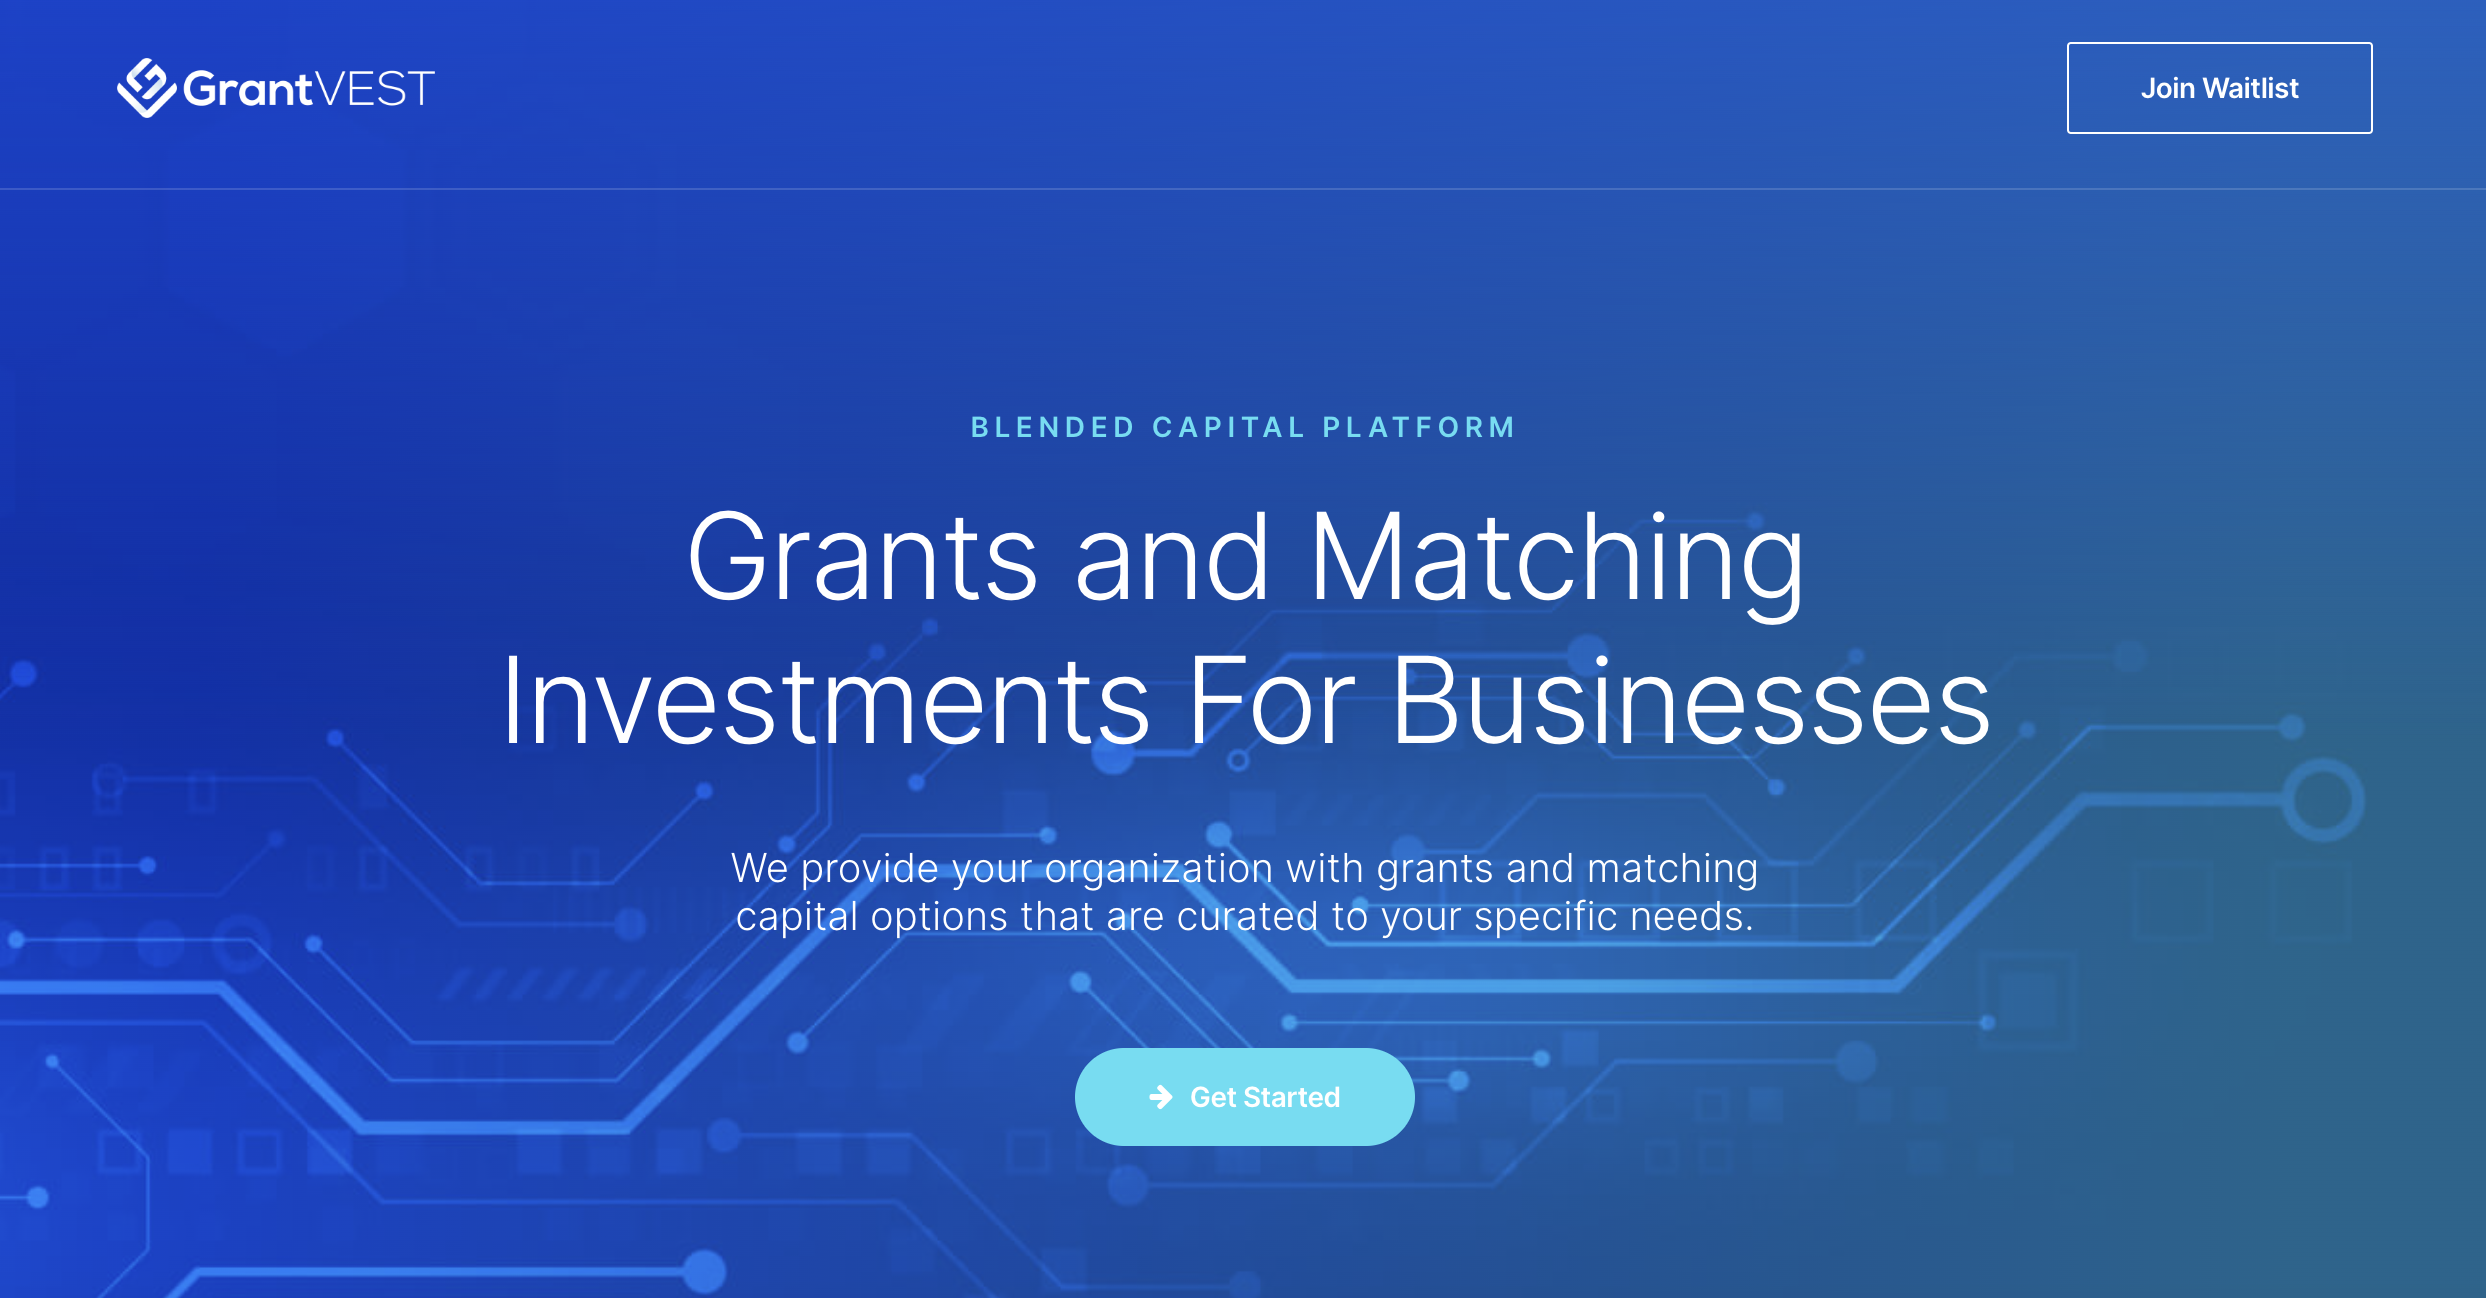 GrantVEST
Join Waitlist
BLENDED CAPITAL PLATFORM
Grants and Matching
Investments For Businesses
We provide your organization with grants and matching
capital options that are curated to your specific needs.
Get Started